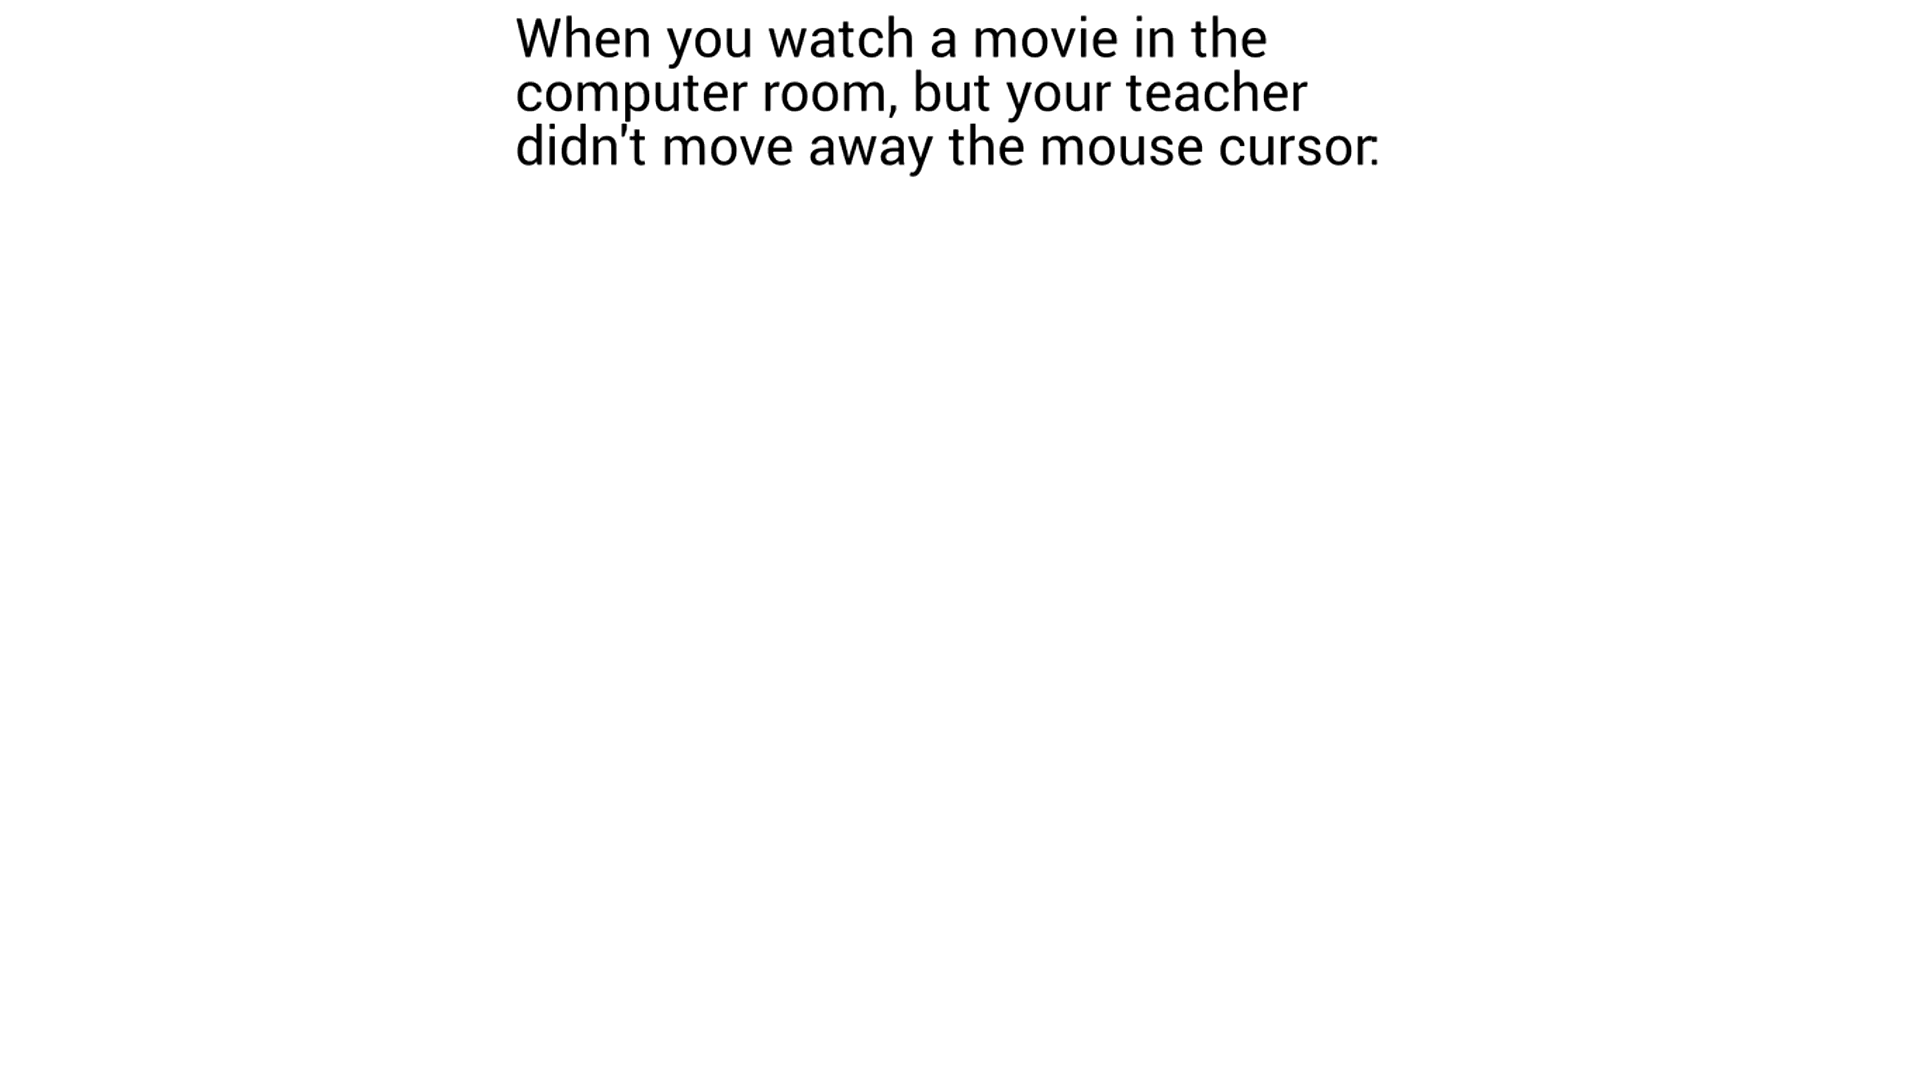 When you watch a movie in the
computer room, but your teacher
didn't move away the mouse cursor: